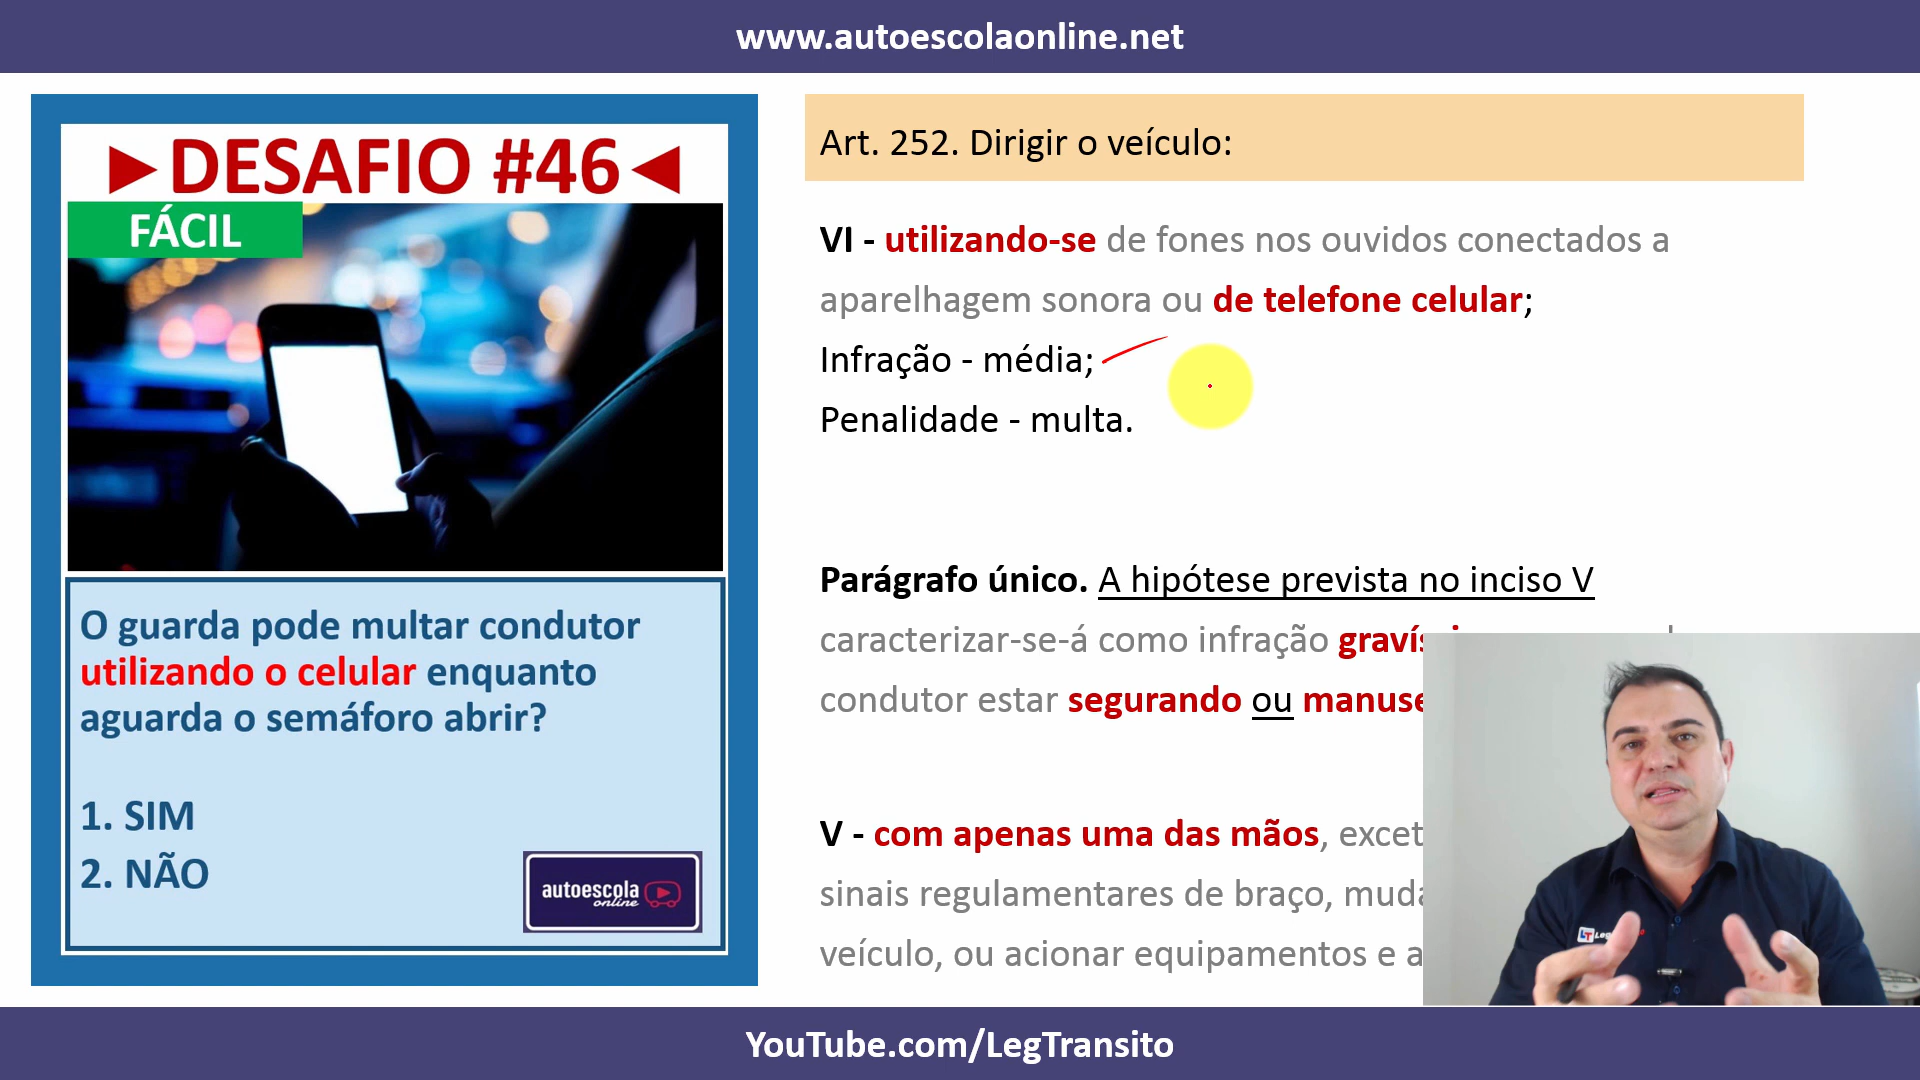 www.autoescolaonline.net
►DESAFIO #46◄
FÁCIL
O guarda pode multar condutor
utilizando o celular enquanto
aguarda o semáforo abrir?
1. SIM
2. NÃO
autoescola
online
Art. 252. Dirigir o veículo:
VI - utilizando-se de fones nos ouvidos conectados a
aparelhagem sonora ou de telefone celular;
Infração - média;
Penalidade - multa.
Parágrafo único. A hipótese prevista no inciso V
caracterizar-se-á como infração
condutor estar segurando ou
V - com apenas uma das mãos,
sinais regulamentares de braço,
veículo, ou acionar equipamentos e
LT
YouTube.com/LegTransito